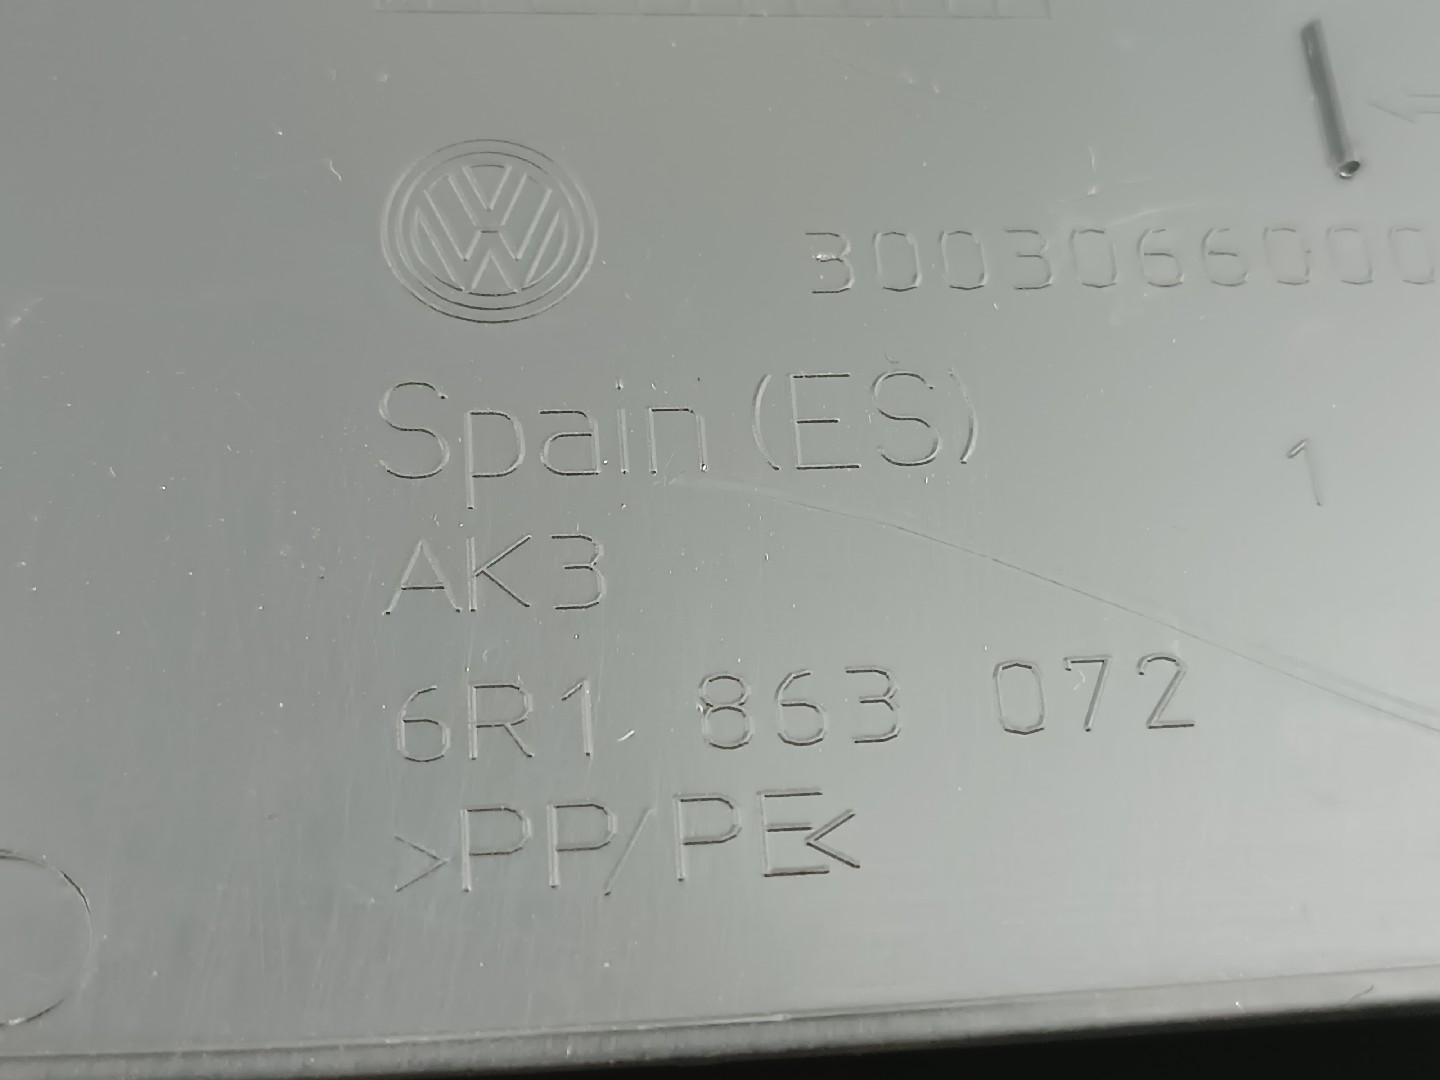 3003066000
Spain (ES)
1
AK3
6R1 863 072
>PP/PE<